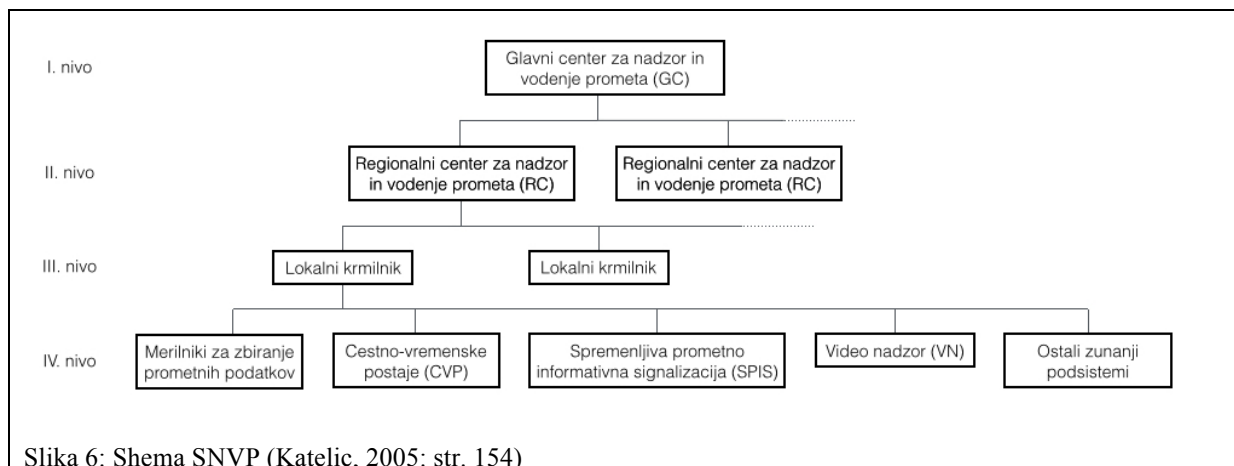 I. nivo
Glavni center za nadzor in
vodenje prometa (GC)
II. nivo
Regionalni center za nadzor
in vodenje prometa (RC)
Regionalni center za nadzor
in vodenje prometa (RC)
III. nivo
Lokalni krmilnik
Lokalni krmilnik
IV. nivo
Merilniki za zbiranje
prometnih podatkov
Cestno-vremenske
postaje (CVP)
Spremenljiva prometno
informativna signalizacija (SPIS)
Video nadzor (VN)
Ostali zunanji
podsistemi
Slika 6: Shema SNVP (Katelic, 2005: str. 154)